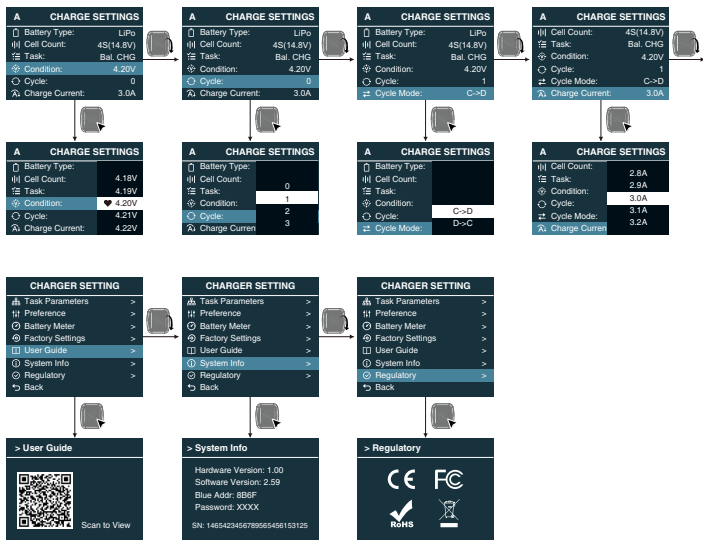 A CHARGE SETTINGS
Battery Type: LiPo
Cell Count: 4S(14.8V)
Task: Bal. CHG
Condition: 4.20V
Cycle: 0
Charge Current: 3.0A
A CHARGE SETTINGS
Battery Type: LiPo
Cell Count: 4S(14.8V)
Task: Bal. CHG
Condition: 4.20V
Cycle: 0
Charge Current: 3.0A
A CHARGE SETTINGS
Battery Type: LiPo
Cell Count: 4S(14.8V)
Task: Bal. CHG
Condition: 4.20V
Cycle: 1
Cycle Mode: C->D
A CHARGE SETTINGS
Cell Count: 4S(14.8V)
Task: Bal. CHG
Condition: 4.20V
Cycle: 1
Cycle Mode: C->D
Charge Current: 3.0A
A CHARGE SETTINGS
Battery Type:
Cell Count: 4.18V
Task: 4.19V
Condition: 4.20V
Cycle: 4.21V
Charge Current: 4.22V
A CHARGE SETTINGS
Battery Type:
Cell Count:
Task: 0
Condition: 1
Cycle: 2
Charge Curren 3
A CHARGE SETTINGS
Battery Type:
Cell Count:
Task:
Condition:
Cycle: C->D
Cycle Mode: D->C
A CHARGE SETTINGS
Cell Count: 2.8A
Task: 2.9A
Condition: 3.0A
Cycle: 3.1A
Cycle Mode: 3.2A
Charge Curren
CHARGER SETTING
Task Parameters >
Preference >
Battery Meter >
Factory Settings >
User Guide >
System Info >
Regulatory >
Back
CHARGER SETTING
Task Parameters >
Preference >
Battery Meter >
Factory Settings >
User Guide >
System Info >
Regulatory >
Back
CHARGER SETTING
Task Parameters >
Preference >
Battery Meter >
Factory Settings >
User Guide >
System Info >
Regulatory >
Back
> User Guide
Scan to View
> System Info
Hardware Version: 1.00
Software Version: 2.59
Blue Addr: 8B6F
Password: XXXX
SN: 1465423456789565456153125
> Regulatory
CE FC
RoHS